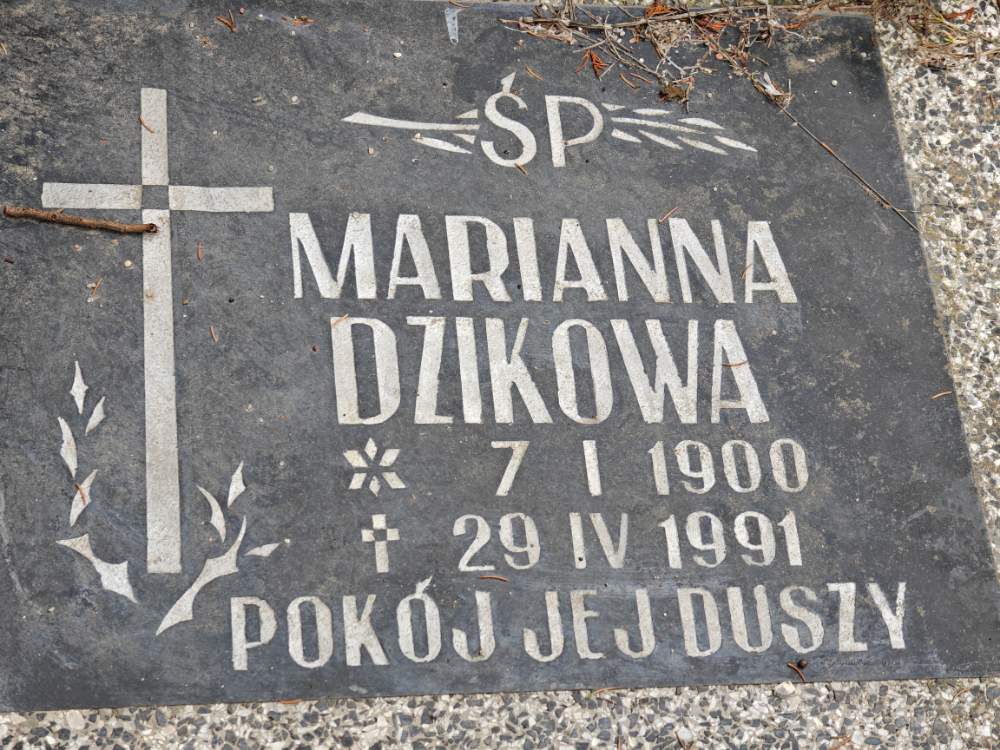 ŚP
MARIANNA
DZIKOWA
7 I 1900
29 IV 1991
POKÓJ JEJ DUSZY